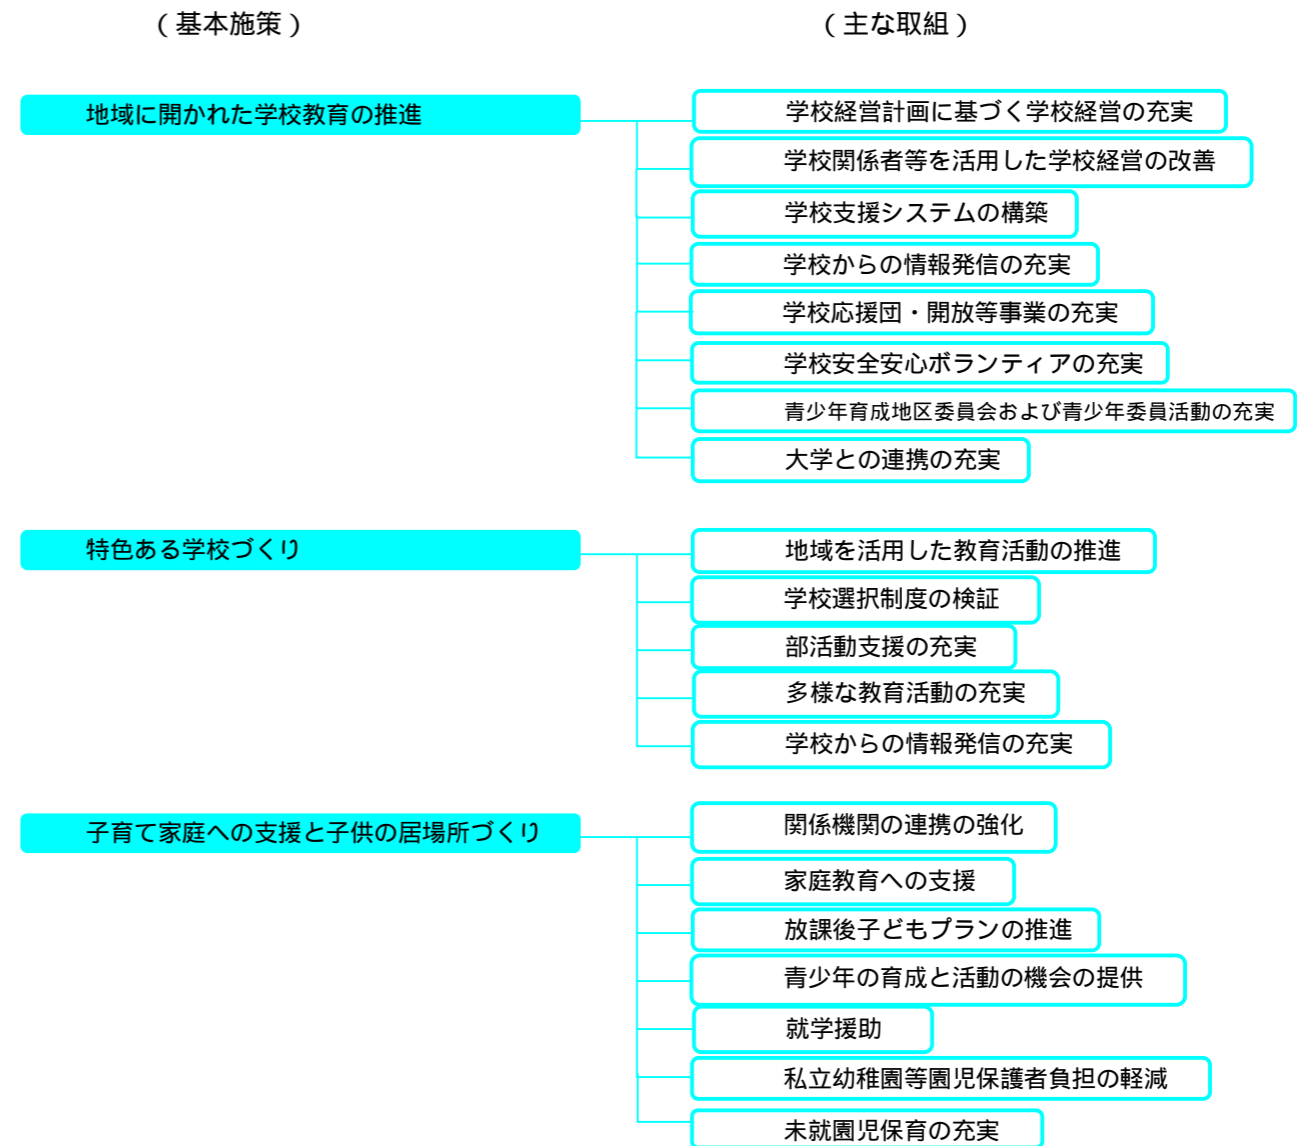 （基本施策）
（主な取組）
地域に開かれた学校教育の推進
学校経営計画に基づく学校経営の充実
学校関係者等を活用した学校経営の改善
学校支援システムの構築
学校からの情報発信の充実
学校応援団・開放等事業の充実
学校安全安心ボランティアの充実
青少年育成地区委員会および青少年委員活動の充実
大学との連携の充実
特色ある学校づくり
地域を活用した教育活動の推進
学校選択制度の検証
部活動支援の充実
多様な教育活動の充実
学校からの情報発信の充実
子育て家庭への支援と子供の居場所づくり
関係機関の連携の強化
家庭教育への支援
放課後子どもプランの推進
青少年の育成と活動の機会の提供
就学援助
私立幼稚園等園児保護者負担の軽減
未就園児保育の充実